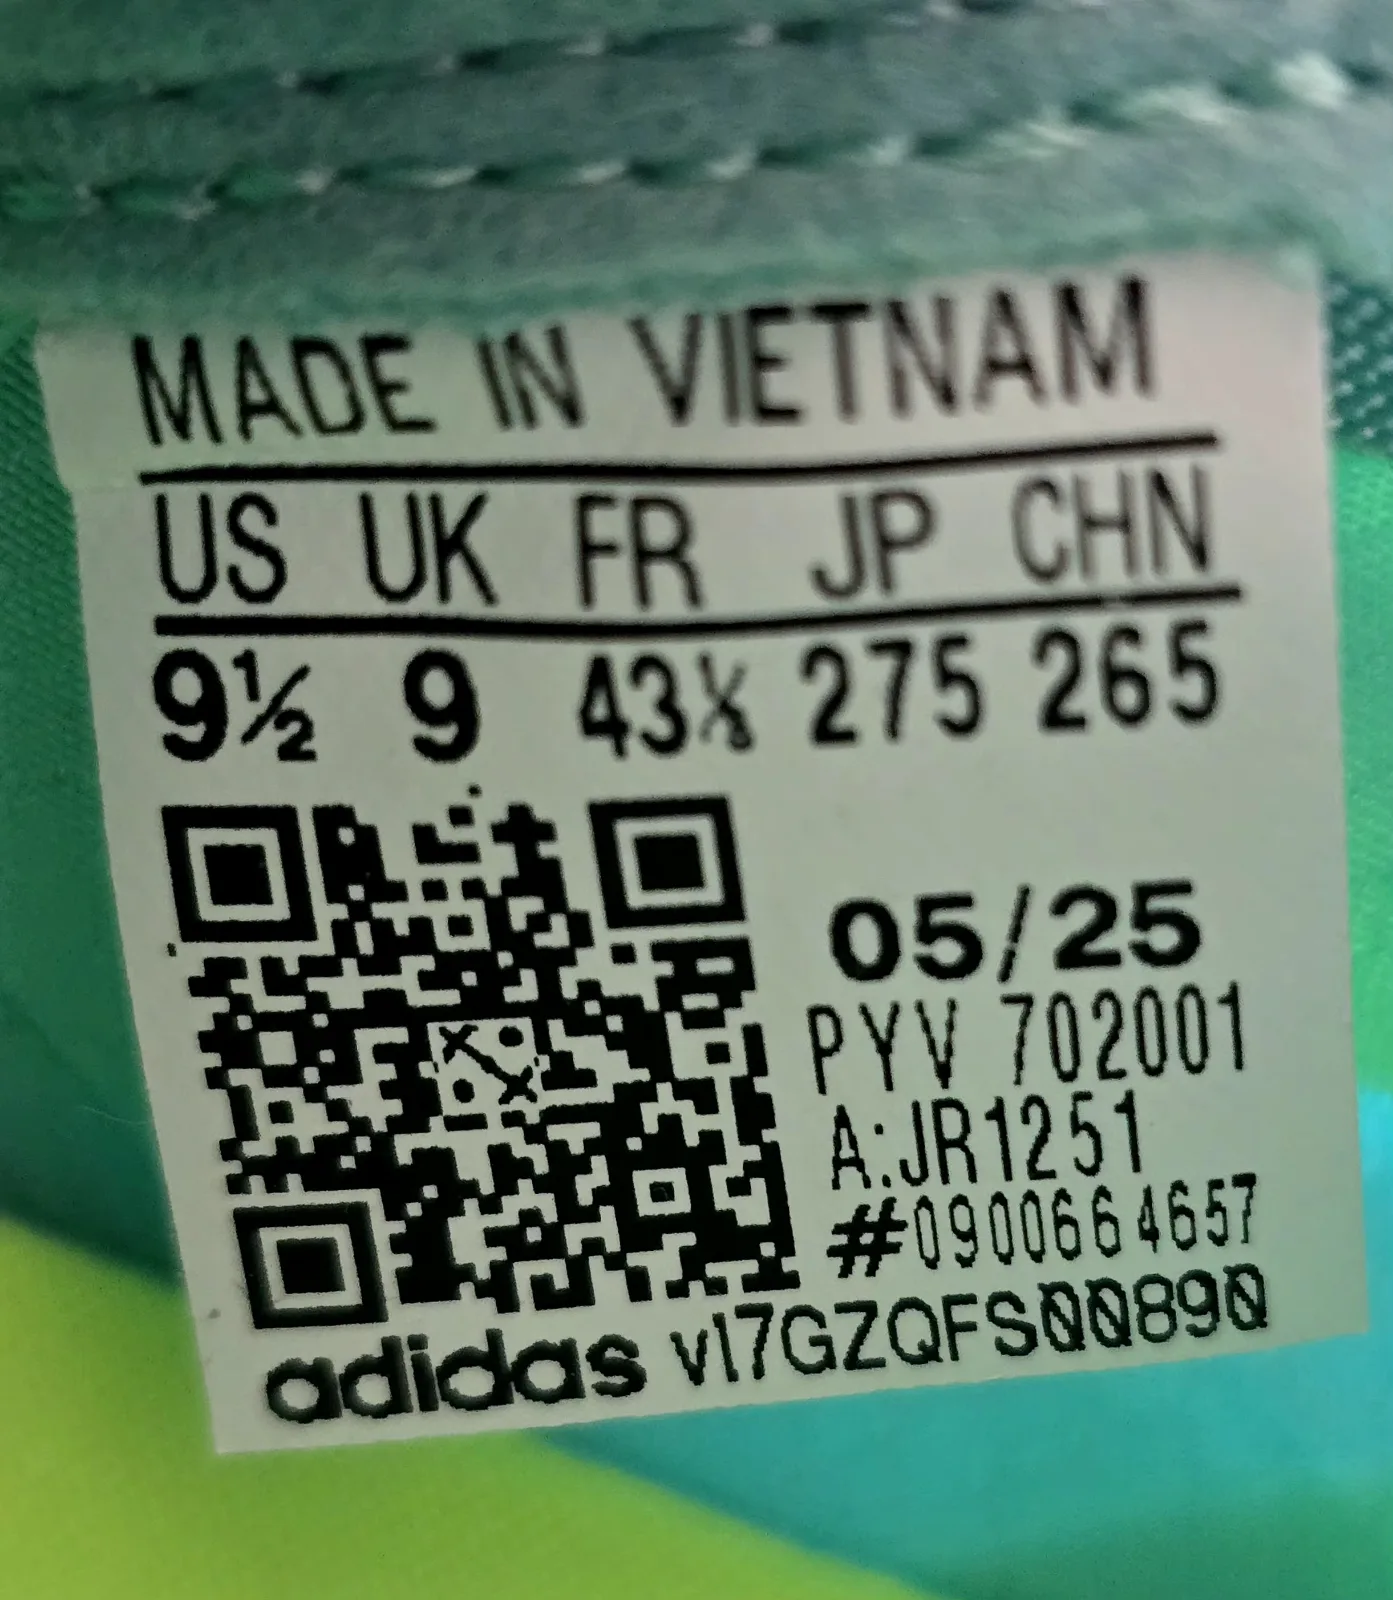 MADE IN VIETNAM
US UK FR JP CHN
9½ 9 43⅓ 275 265
05/25
PYV 702001
A:JR1251
#0900664657
adidas vl7GZQFS00890